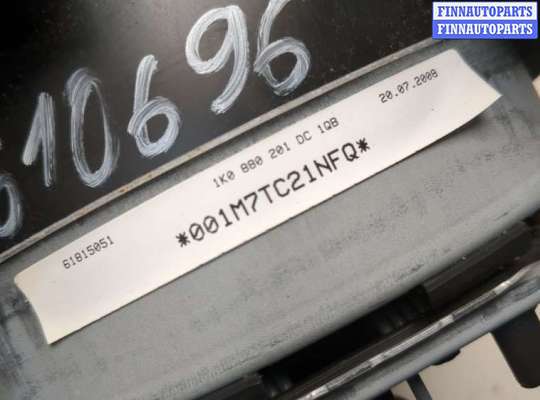 FINNAUTOPARTS
FINNAUTOPARTS
610696
1K0 880 201 DC 1QB 20.07.2008
*001M7TC21NFQ*
61815051